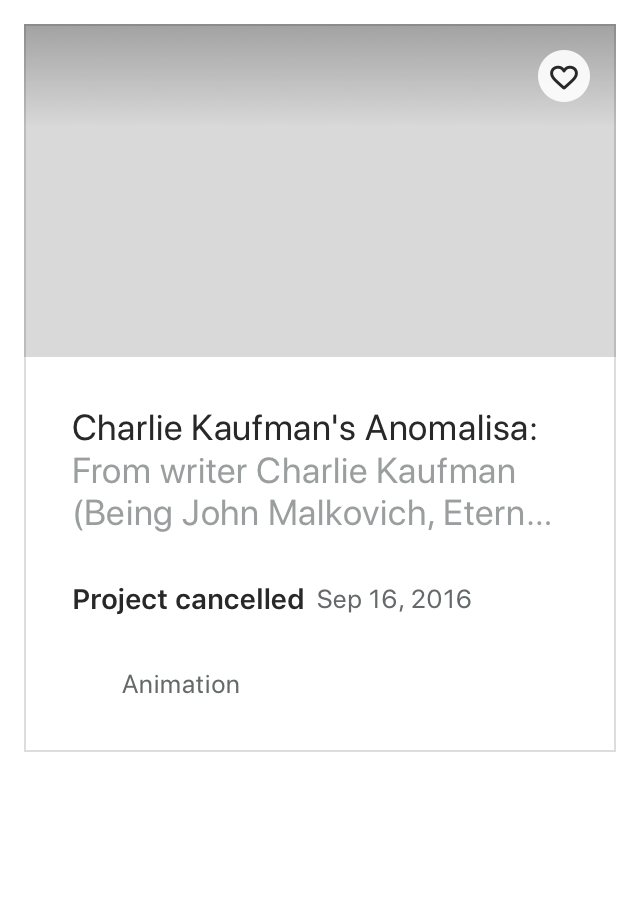 Charlie Kaufman's Anomalisa:
From writer Charlie Kaufman
(Being John Malkovich, Etern...
Project cancelled Sep 16, 2016
Animation